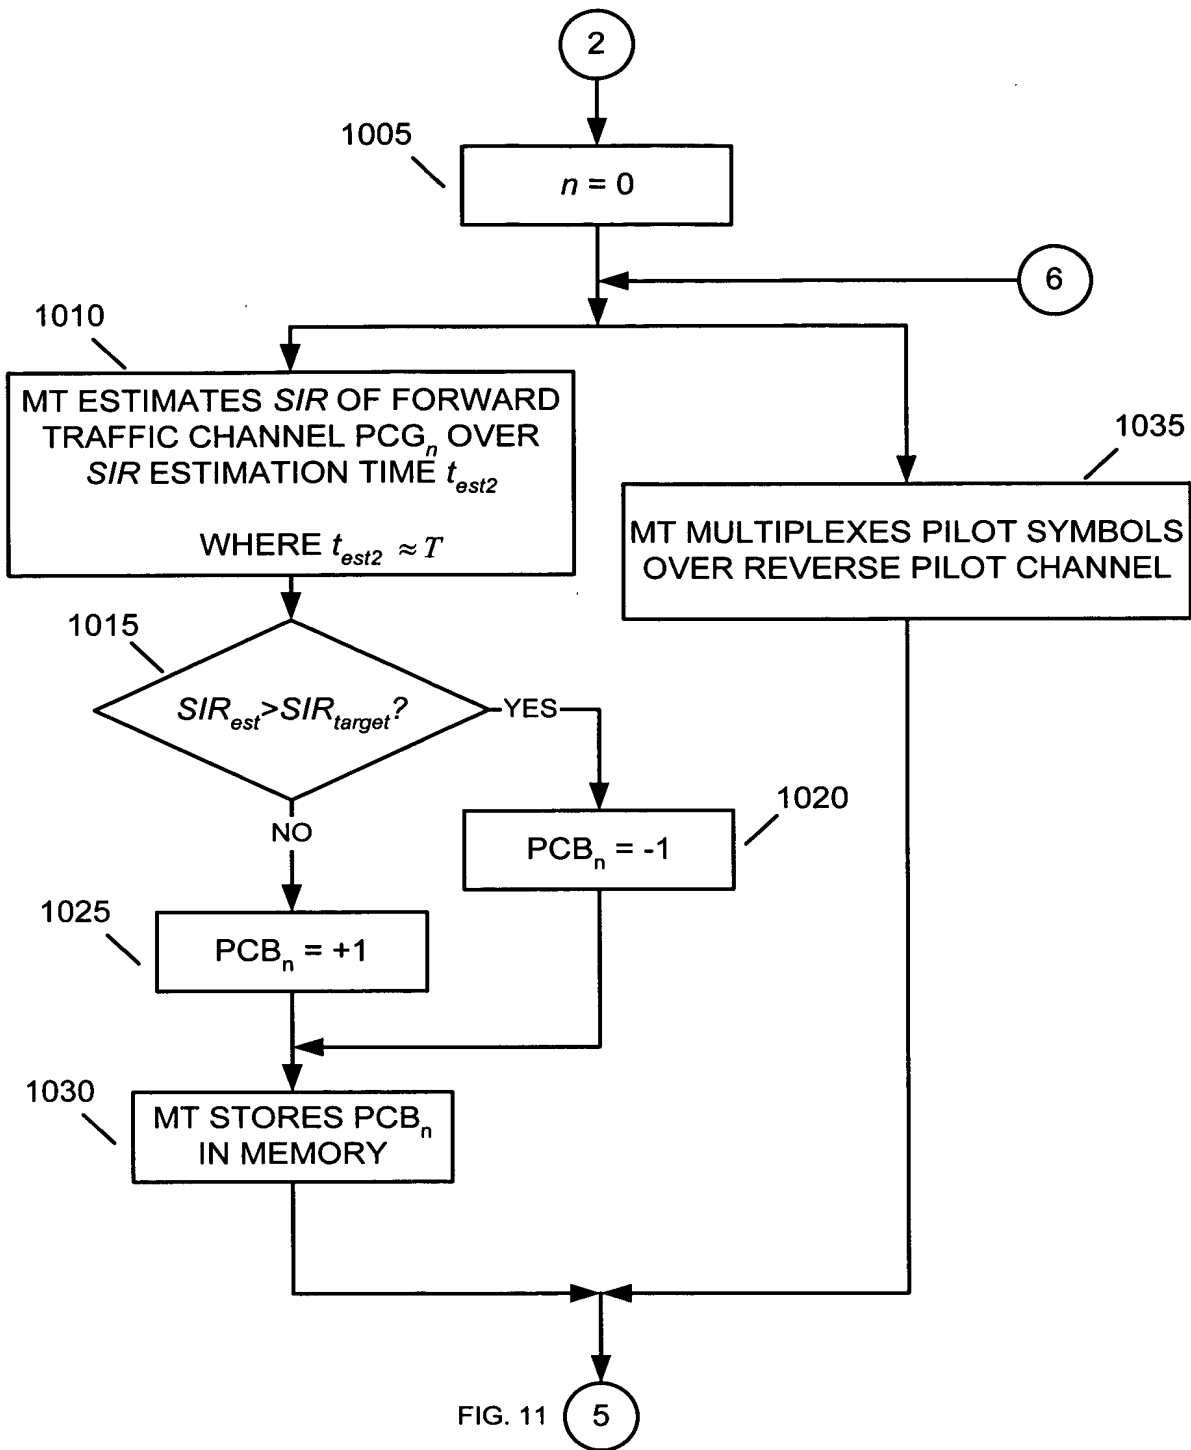 2
1005
n = 0
6
1010
MT ESTIMATES SIR OF FORWARD
TRAFFIC CHANNEL PCGn OVER
SIR ESTIMATION TIME test2
WHERE test2 ≈ T
1035
MT MULTIPLEXES PILOT SYMBOLS
OVER REVERSE PILOT CHANNEL
1015
SIRest>SIRtarget?
YES
NO
1020
PCBn = -1
1025
PCBn = +1
1030
MT STORES PCBn
IN MEMORY
FIG. 11
5